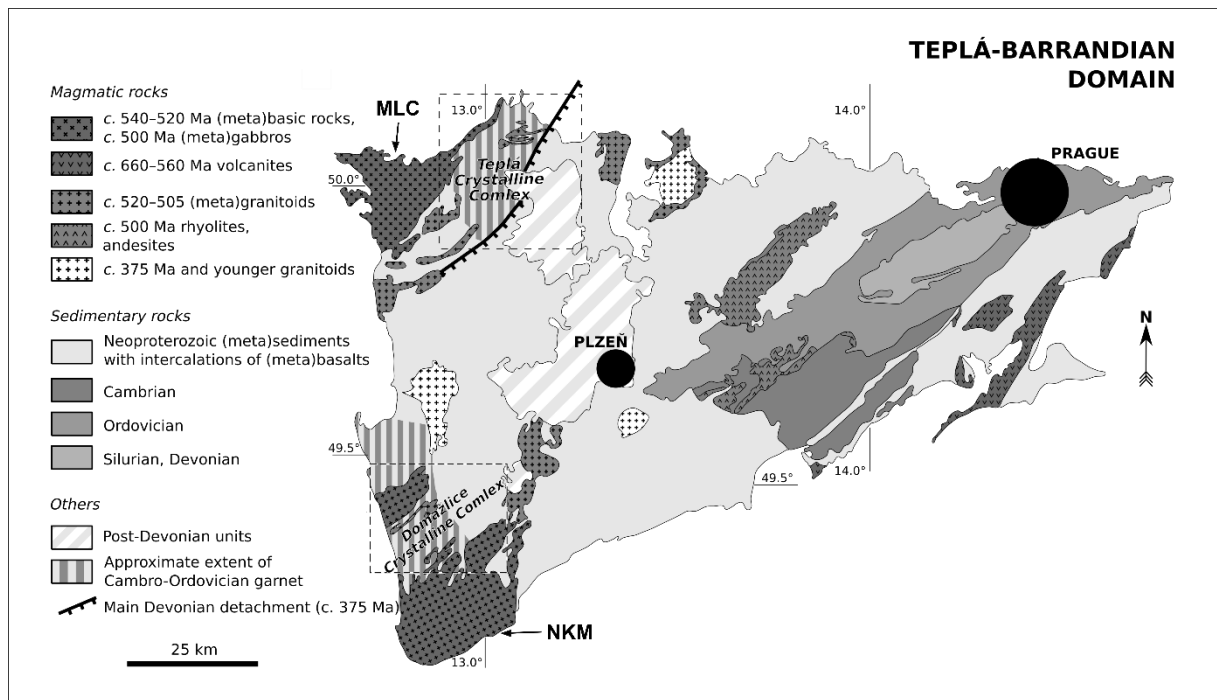 TEPLÁ-BARRANDIAN
DOMAIN
Magmatic rocks
c. 540–520 Ma (meta)basic rocks,
c. 500 Ma (meta)gabbros
c. 660–560 Ma volcanites
c. 520–505 (meta)granitoids
c. 500 Ma rhyolites,
andesites
c. 375 Ma and younger granitoids
Sedimentary rocks
Neoproterozoic (meta)sediments
with intercalations of (meta)basalts
Cambrian
Ordovician
Silurian, Devonian
Others
Post-Devonian units
Approximate extent of
Cambro-Ordovician garnet
Main Devonian detachment (c. 375 Ma)
25 km
MLC
13.0°
14.0°
50.0°
Teplá
Crystalline
Comlex
PRAGUE
PLZEŇ
N
49.5°
14.0°
49.5°
Domažlice
Crystalline Comlex
NKM
13.0°